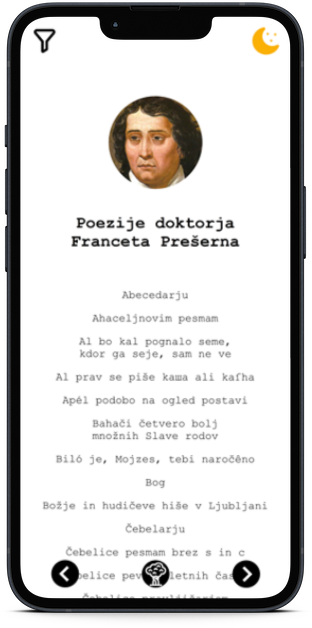 Poezije doktorja
Franceta Prešerna
Abecedarju
Ahaceljnovim pesmam
Al bo kal pognalo seme,
kdor ga seje, sam ne ve
Al prav se piše kaшa ali kaſha
Apél podobo na ogled postavi
Bahači četvero bolj
množnih Slave rodov
Biló je, Mojzes, tebi naročêno
Bog
Božje in hudičeve hiše v Ljubljani
Čebelarju
Čebelice pesmam brez s in c